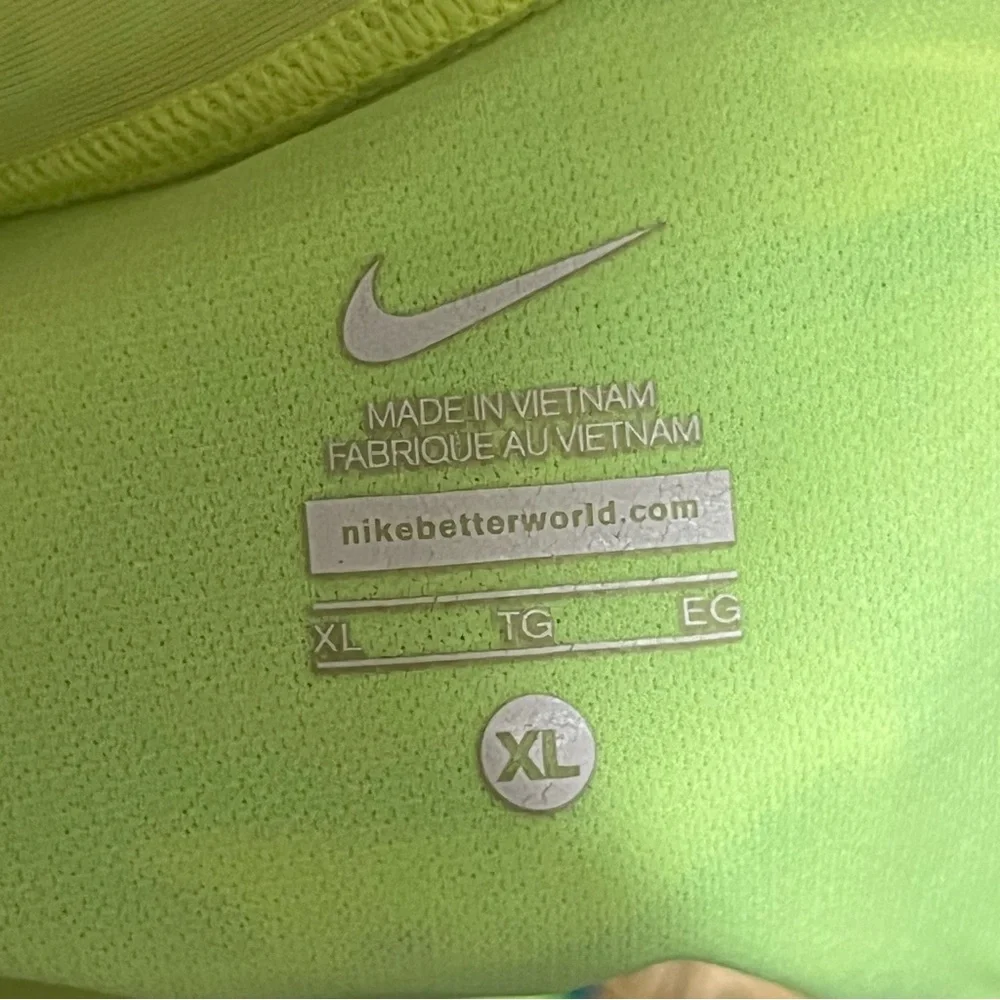 MADE IN VIETNAM
FABRIQUE AU VIETNAM
nikebetterworld.com
XL TG EG
XL